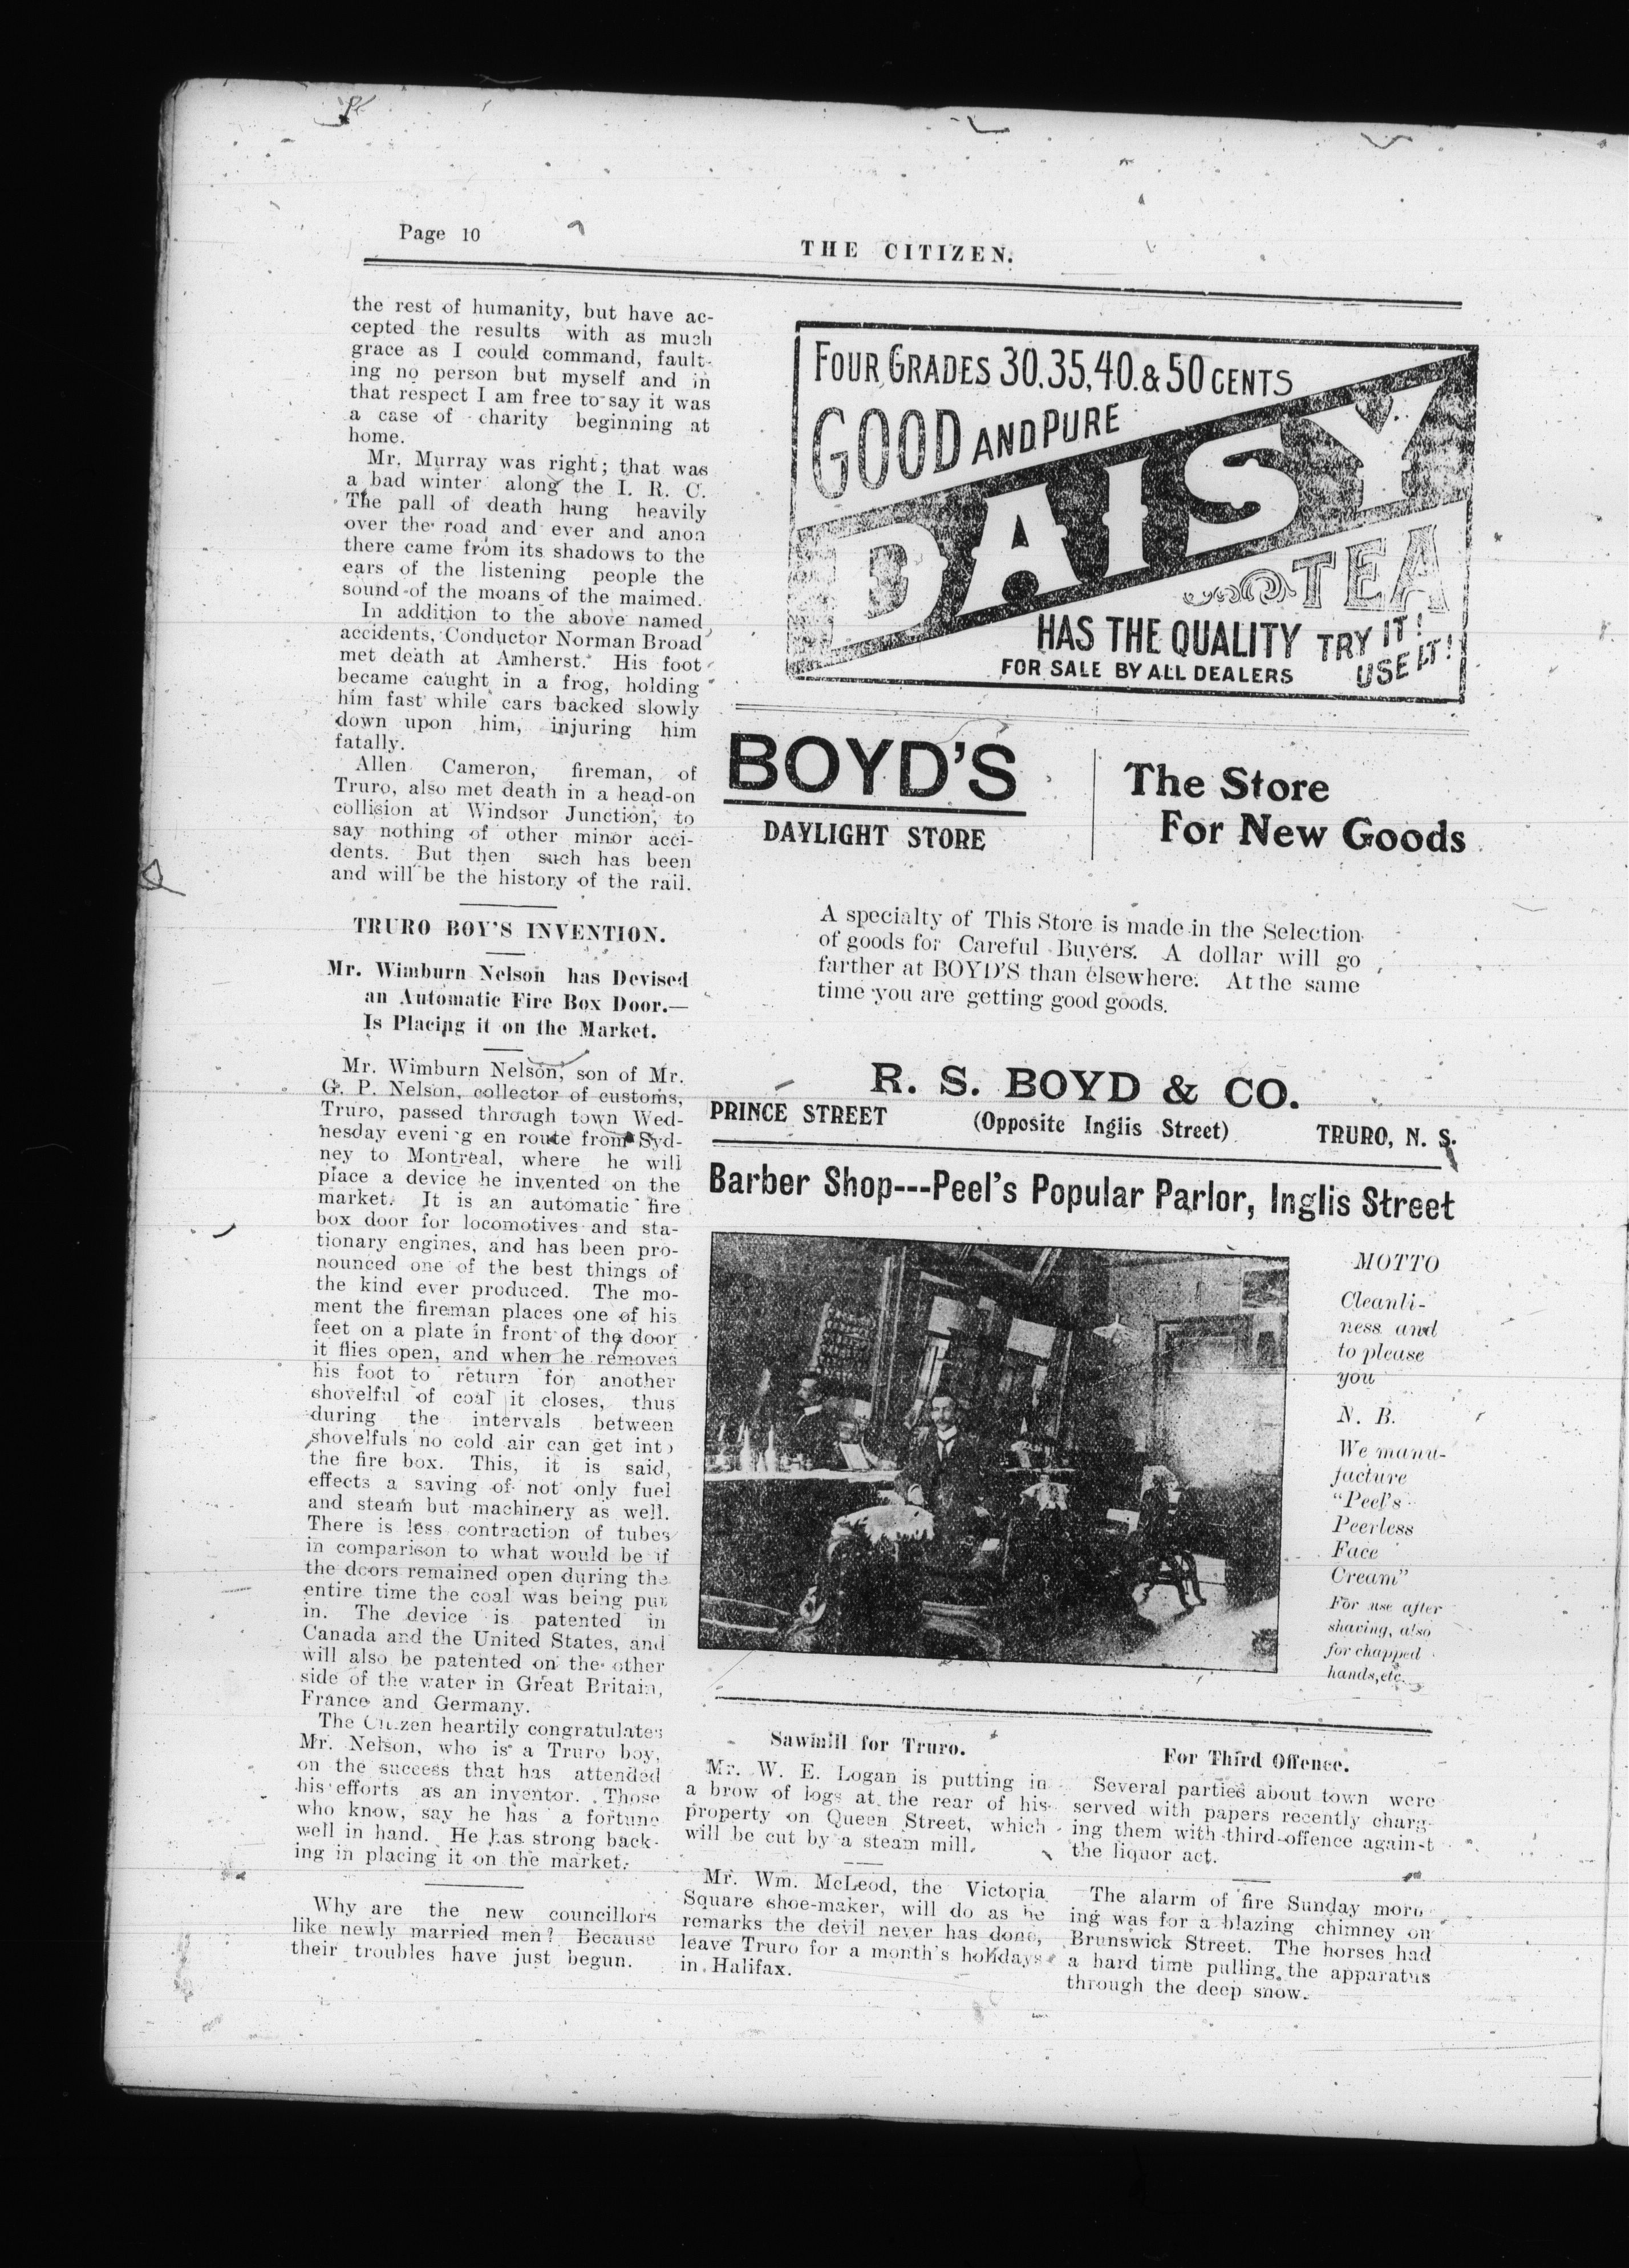 Page 10
THE CITIZEN.
the rest of humanity, but have ac-
cepted the results with as much
grace as I could command, fault-
ing no person but myself and in
that respect I am free to say it was
a case of charity beginning at
home.
Mr. Murray was right; that was
a bad winter along the I. R. C.
The pall of death hung heavily
over the road and ever and anon
there came from its shadows to the
ears of the listening people the
sound of the moans of the maimed.
In addition to the above named
accidents, Conductor Norman Broad
met death at Amherst. His foot
became caught in a frog, holding
him fast while cars backed slowly
down upon him, injuring him
fatally.
Allen Cameron, fireman, of
Truro, also met death in a head-on
collision at Windsor Junction, to
say nothing of other minor acci-
dents. But then such has been
and will be the history of the rail.
TRURO BOY'S INVENTION.
Mr. Wimburn Nelson has Devised
an Automatic Fire Box Door.—
Is Placing it on the Market.
Mr. Wimburn Nelson, son of Mr.
G. P. Nelson, collector of customs,
Truro, passed through town Wed-
nesday eveni g en route from Syd-
ney to Montreal, where he will
place a device he invented on the
market. It is an automatic fire
box door for locomotives and sta-
tionary engines, and has been pro-
nounced one of the best things of
the kind ever produced. The mo-
ment the fireman places one of his
feet on a plate in front of the door
it flies open, and when he removes
his foot to return for another
shovelful of coal it closes, thus
during the intervals between
shovelfuls no cold air can get into
the fire box. This, it is said,
effects a saving of not only fuel
and steam but machinery as well.
There is less contraction of tubes
in comparison to what would be if
the doors remained open during the
entire time the coal was being put
in. The device is patented in
Canada and the United States, and
will also be patented on the other
side of the water in Great Britain,
France and Germany.
The Citizen heartily congratulates
Mr. Nelson, who is a Truro boy,
on the success that has attended
his efforts as an inventor. Those
who know, say he has a fortune
well in hand. He has strong back-
ing in placing it on the market.
Why are the new councillors
like newly married men? Because
their troubles have just begun.
FOUR GRADES 30, 35, 40. & 50 CENTS
GOOD AND PURE
DAISY
TEA
HAS THE QUALITY TRY IT!
USE IT!
FOR SALE BY ALL DEALERS
BOYD'S
DAYLIGHT STORE
The Store
For New Goods
A specialty of This Store is made in the Selection
of goods for Careful Buyers. A dollar will go
farther at BOYD'S than elsewhere. At the same
time you are getting good goods.
R. S. BOYD & CO.
PRINCE STREET (Opposite Inglis Street) TRURO, N. S.
Barber Shop---Peel's Popular Parlor, Inglis Street
MOTTO
Cleanli-
ness and
to please
you
N. B.
We manu-
facture
"Peel's
Peerless
Face
Cream"
For use after
shaving, also
for chapped
hands, etc.
Sawmill for Truro.
Mr. W. E. Logan is putting in
a brow of logs at the rear of his
property on Queen Street, which
will be cut by a steam mill.
Mr. Wm. McLeod, the Victoria
Square shoe-maker, will do as he
remarks the devil never has done,
leave Truro for a month's holidays
in Halifax.
For Third Offence.
Several parties about town were
served with papers recently charg-
ing them with third offence against
the liquor act.
The alarm of fire Sunday morn
ing was for a blazing chimney on
Brunswick Street. The horses had
a hard time pulling the apparatus
through the deep snow.